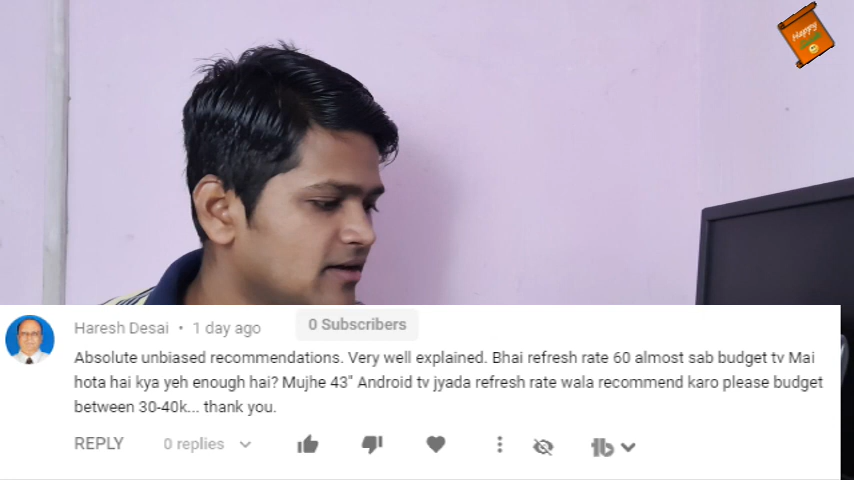 Happy
Haresh Desai • 1 day ago
0 Subscribers
Absolute unbiased recommendations. Very well explained. Bhai refresh rate 60 almost sab budget tv Mai
hota hai kya yeh enough hai? Mujhe 43" Android tv jyada refresh rate wala recommend karo please budget
between 30-40k... thank you.
REPLY
0 replies